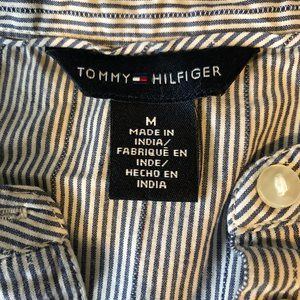 TOMMY HILFIGER
M
MADE IN
INDIA/
FABRIQUÉ EN
INDE/
HECHO EN
INDIA